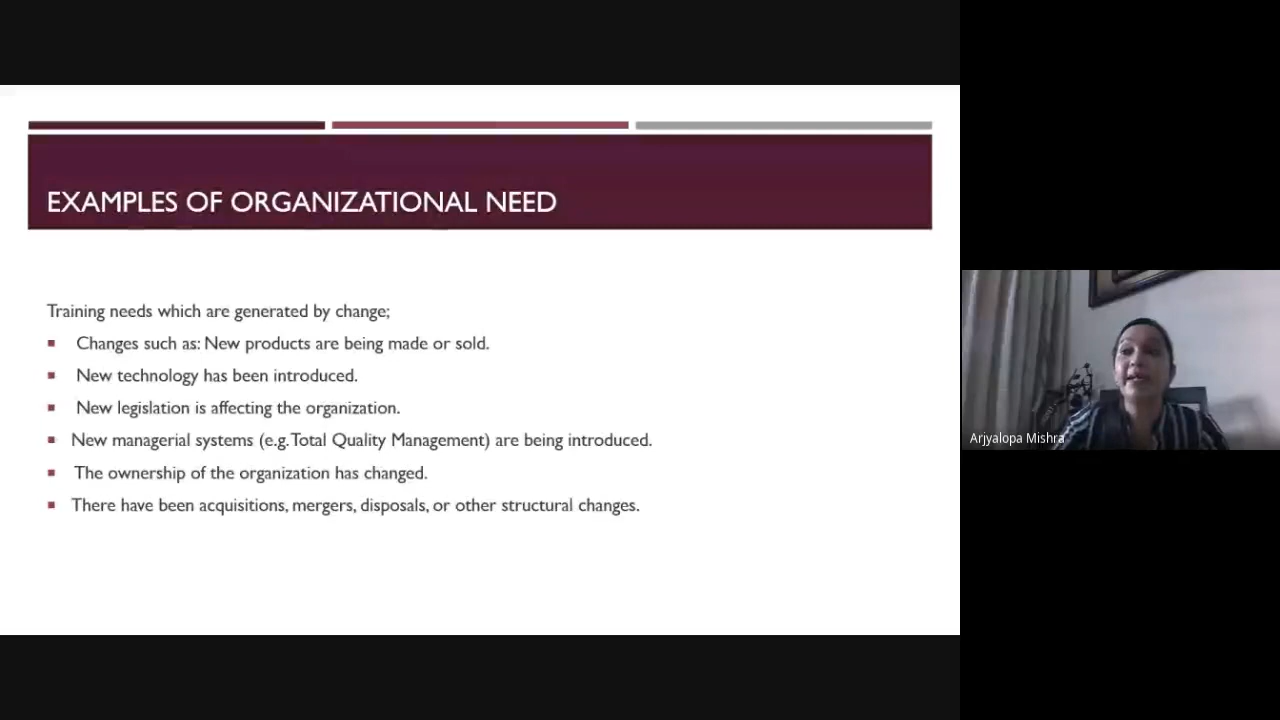 EXAMPLES OF ORGANIZATIONAL NEED
Training needs which are generated by change;
▪ Changes such as: New products are being made or sold.
▪ New technology has been introduced.
▪ New legislation is affecting the organization.
▪ New managerial systems (e.g. Total Quality Management) are being introduced.
▪ The ownership of the organization has changed.
▪ There have been acquisitions, mergers, disposals, or other structural changes.
Arjyalopa Mishra